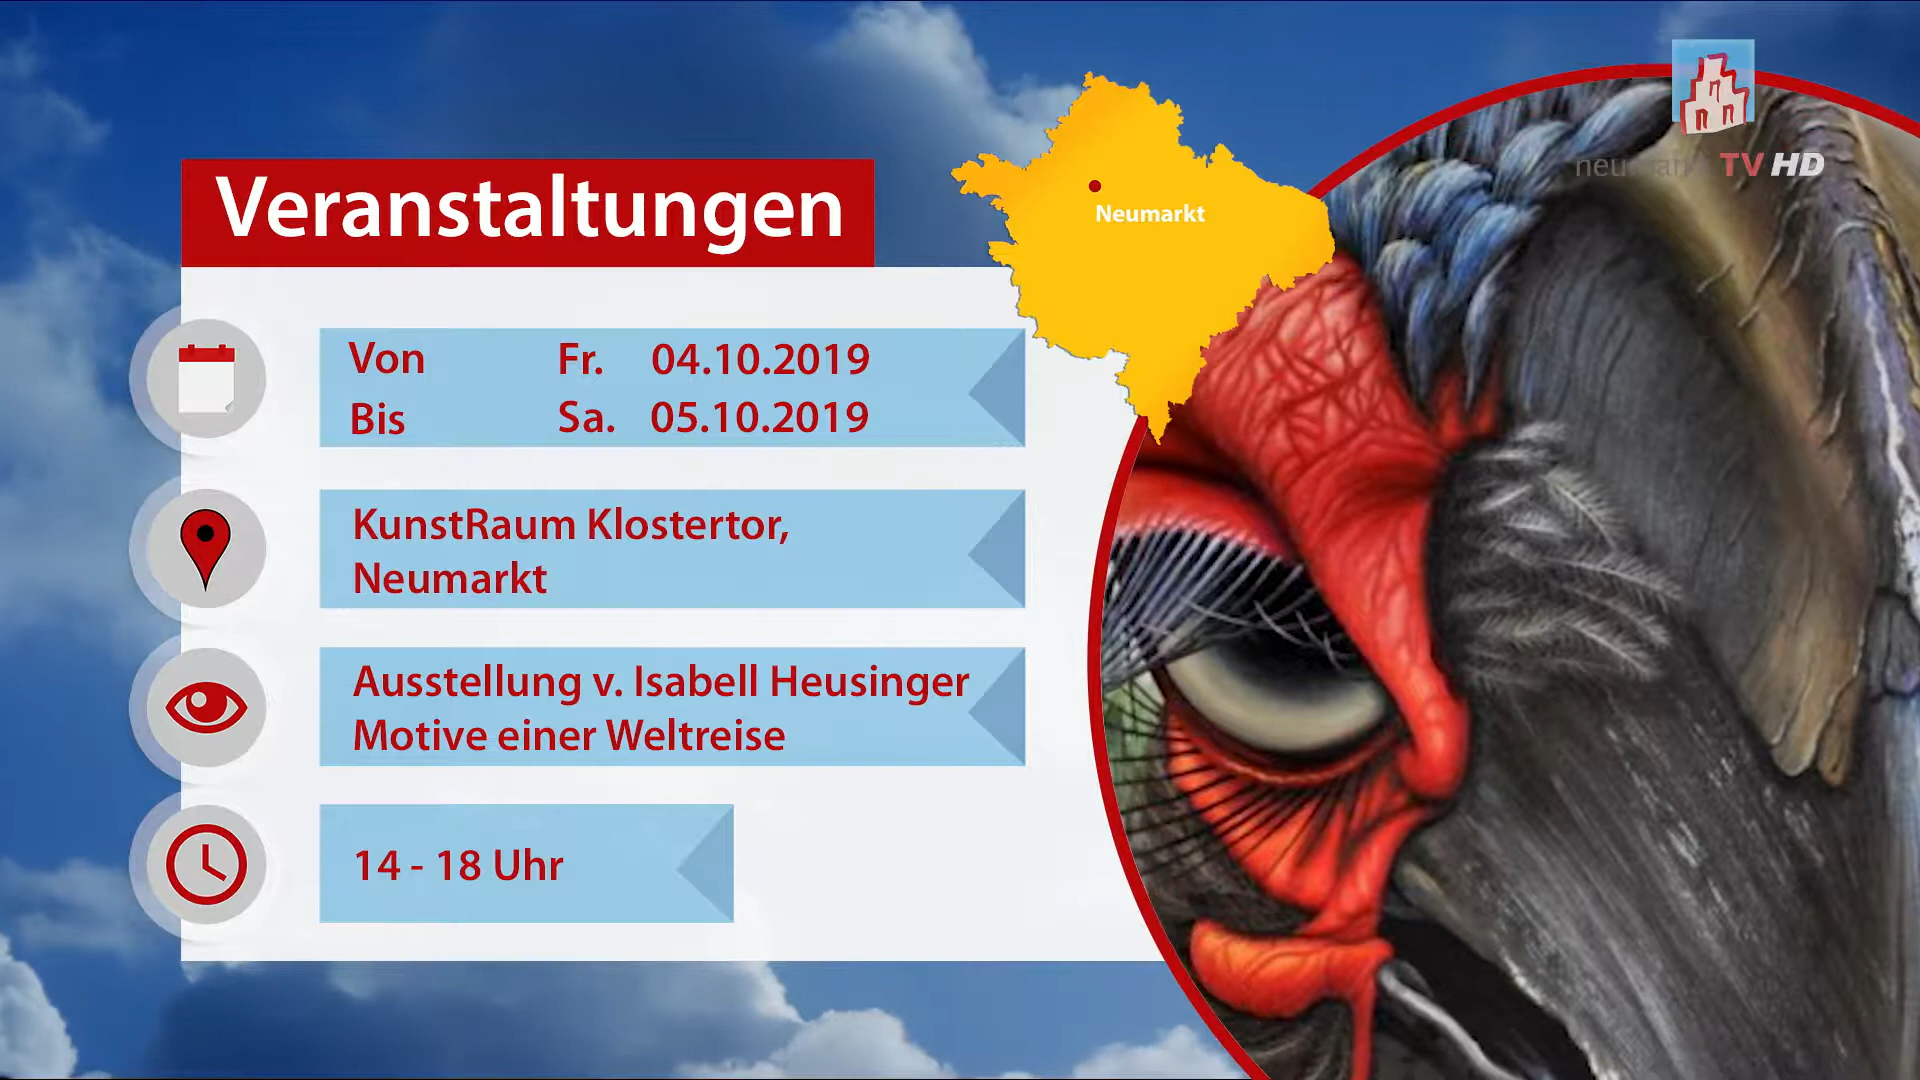 neumarkt TV HD
Veranstaltungen
Neumarkt
Von Fr. 04.10.2019
Bis Sa. 05.10.2019
KunstRaum Klostertor,
Neumarkt
Ausstellung v. Isabell Heusinger
Motive einer Weltreise
14 - 18 Uhr